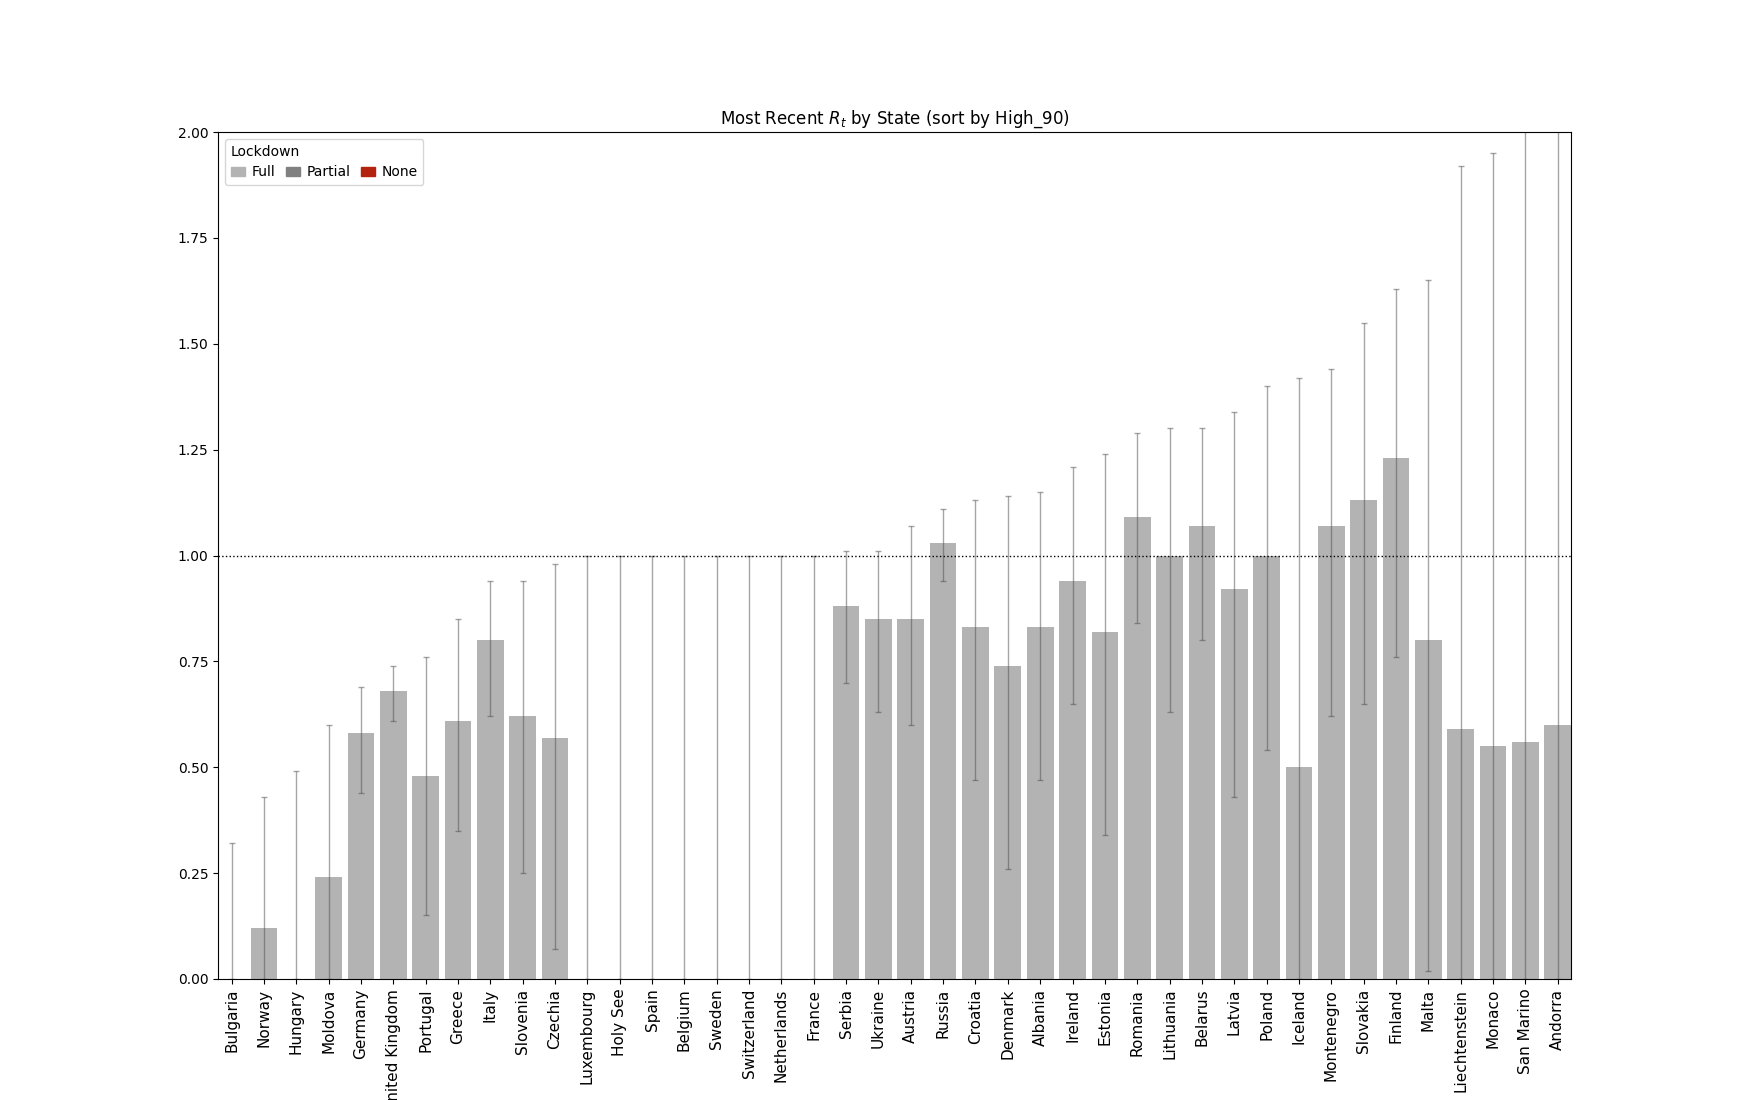 Most Recent R_t by State (sort by High_90)
Lockdown
Full Partial None
2.00
1.75
1.50
1.25
1.00
0.75
0.50
0.25
0.00
Bulgaria
Norway
Hungary
Moldova
Germany
nited Kingdom
Portugal
Greece
Italy
Slovenia
Czechia
Luxembourg
Holy See
Spain
Belgium
Sweden
Switzerland
Netherlands
France
Serbia
Ukraine
Austria
Russia
Croatia
Denmark
Albania
Ireland
Estonia
Romania
Lithuania
Belarus
Latvia
Poland
Iceland
Montenegro
Slovakia
Finland
Malta
Liechtenstein
Monaco
San Marino
Andorra